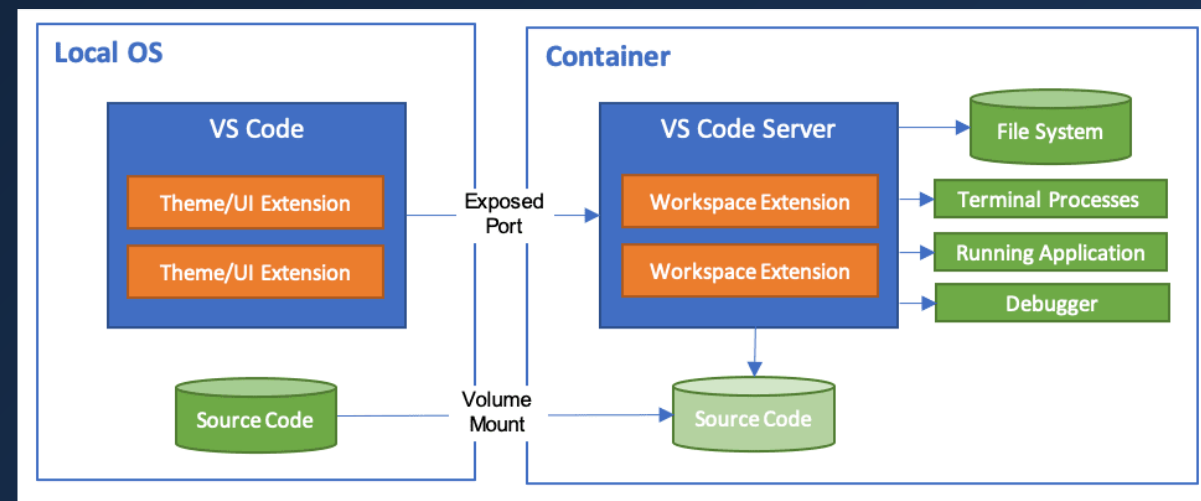 Local OS
VS Code
Theme/UI Extension
Theme/UI Extension
Source Code
Exposed
Port
Volume
Mount
Container
VS Code Server
Workspace Extension
Workspace Extension
File System
Terminal Processes
Running Application
Debugger
Source Code